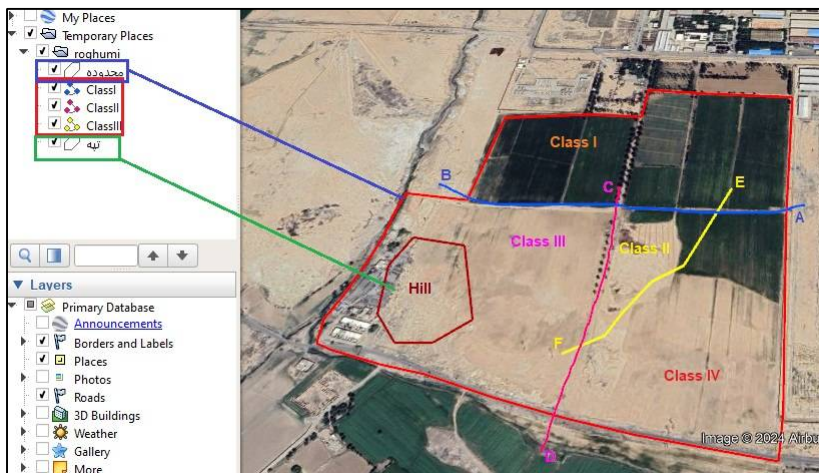 My Places
Temporary Places
roghumi
محدوده
ClassI
ClassII
ClassIII
تپه
Layers
Primary Database
Announcements
Borders and Labels
Places
Photos
Roads
3D Buildings
Weather
Gallery
More
Class I
B
C
E
A
Class III
Class II
Hill
F
Class IV
Image © 2024 Airbu